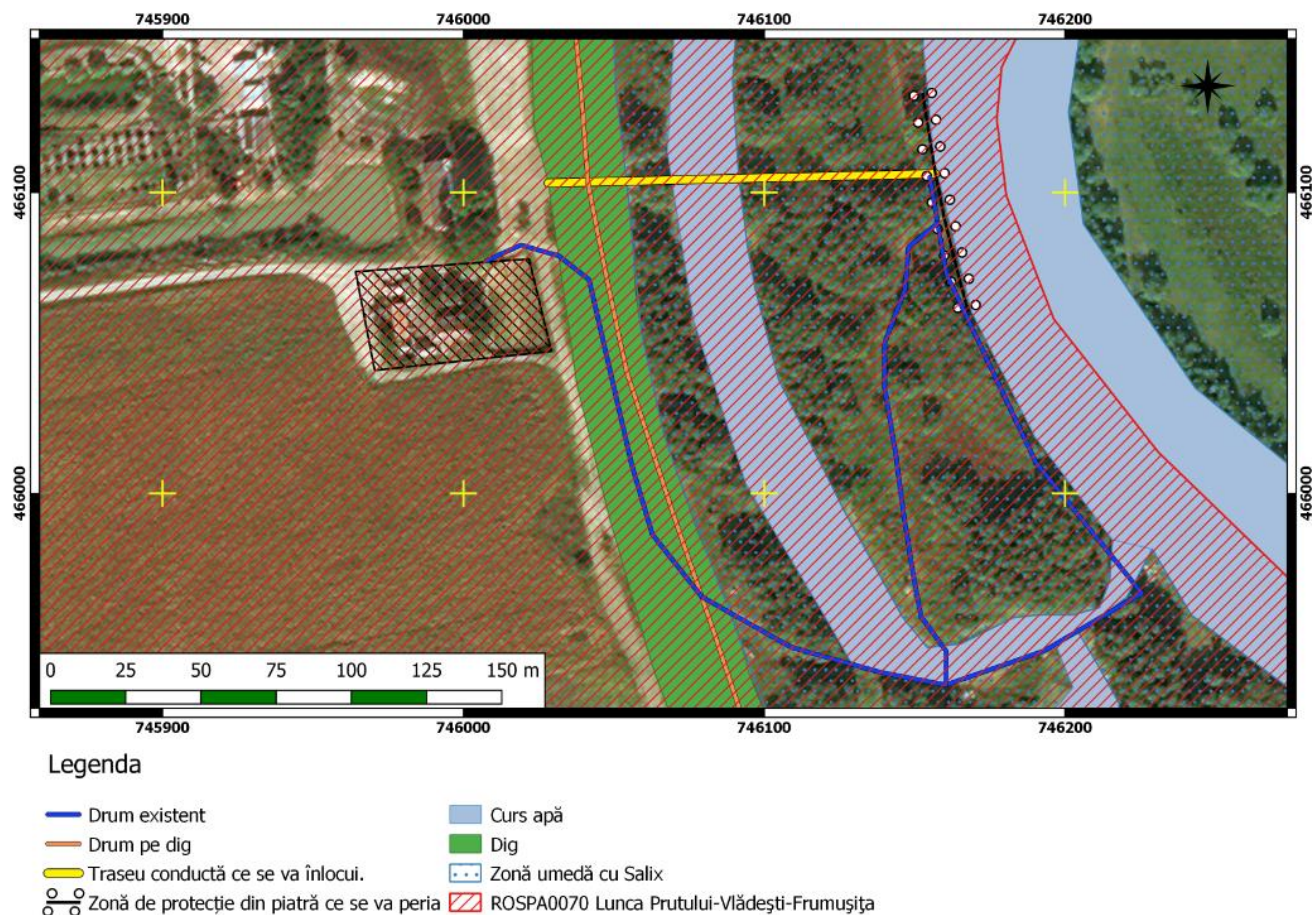 745900 746000 746100 746200
466100 466100
466000 466000
0 25 50 75 100 125 150 m
745900 746000 746100 746200
Legenda
Drum existent
Drum pe dig
Traseu conductă ce se va înlocui.
Zonă de protecție din piatră ce se va peria
Curs apă
Dig
Zonă umedă cu Salix
ROSPA0070 Lunca Prutului-Vlădești-Frumușița